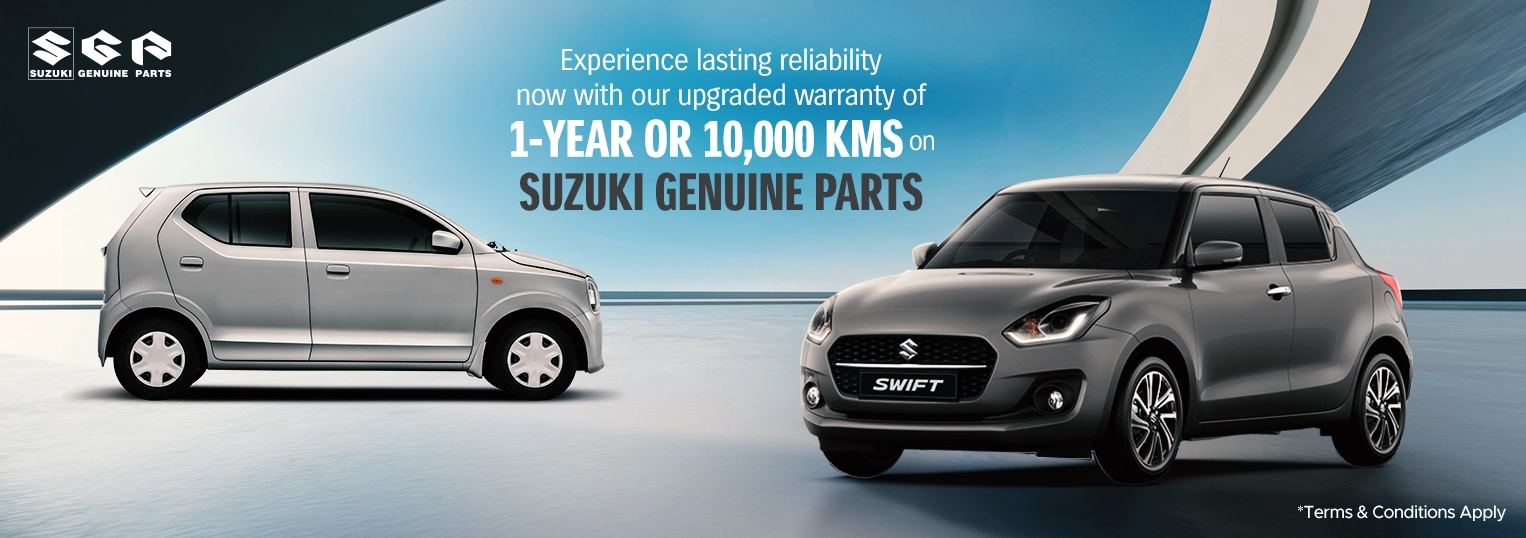 SUZUKI GENUINE PARTS
Experience lasting reliability
now with our upgraded warranty of
1-YEAR OR 10,000 KMS on
SUZUKI GENUINE PARTS
SWIFT
*Terms & Conditions Apply